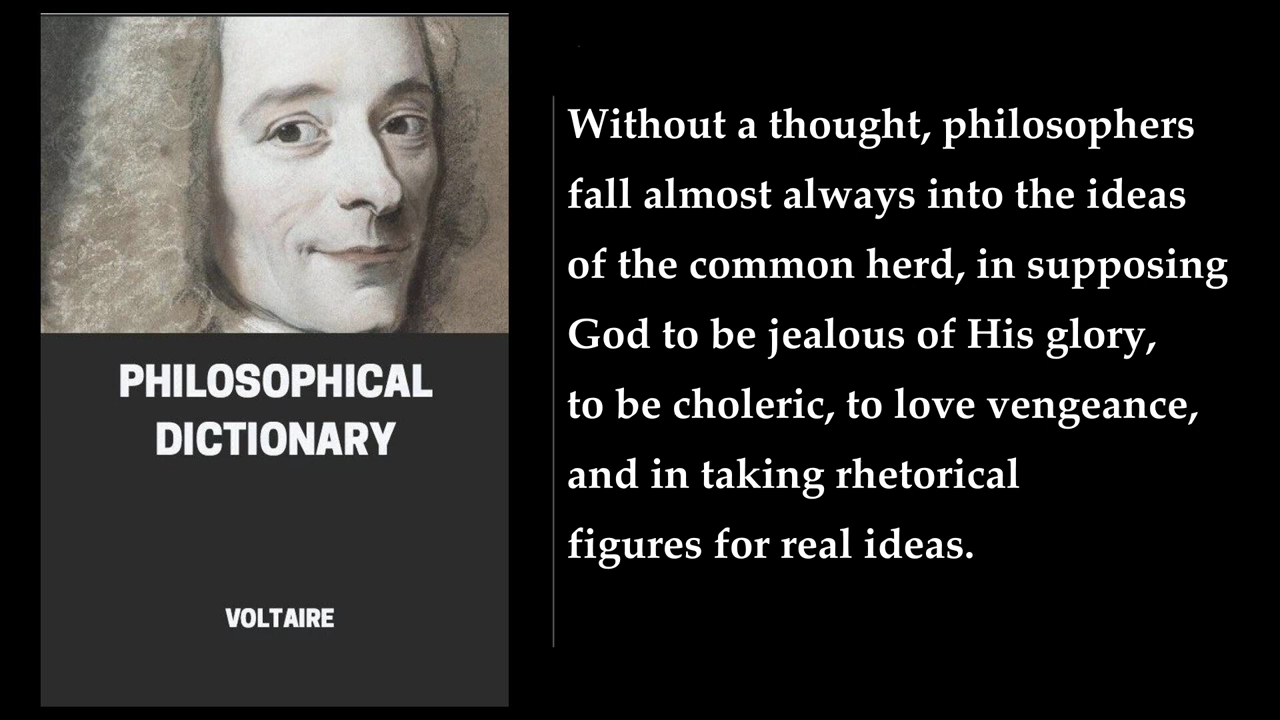 PHILOSOPHICAL
DICTIONARY
VOLTAIRE
Without a thought, philosophers
fall almost always into the ideas
of the common herd, in supposing
God to be jealous of His glory,
to be choleric, to love vengeance,
and in taking rhetorical
figures for real ideas.